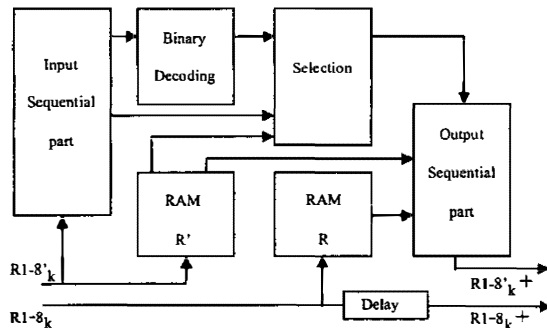 Input
Sequential
part
Binary
Decoding
Selection
Output
Sequential
part
RAM
R'
RAM
R
R1-8'k
R1-8k
Delay
R1-8'k+
R1-8k+